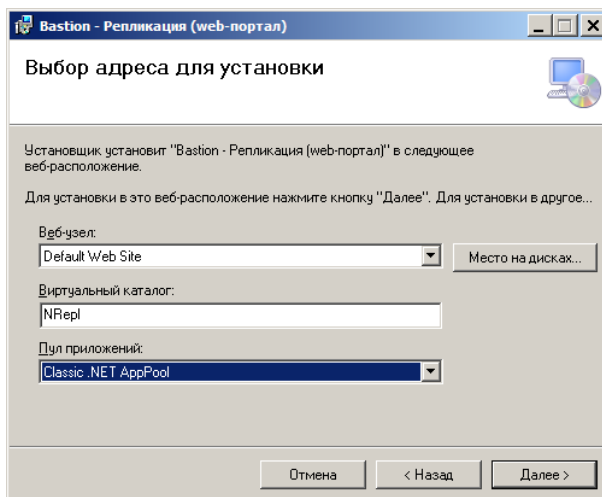 Bastion - Репликация (web-портал)
Выбор адреса для установки
Установщик установит "Bastion - Репликация (web-портал)" в следующее
веб-расположение.
Для установки в это веб-расположение нажмите кнопку "Далее". Для установки в другое...
Веб-узел:
Default Web Site
Место на дисках...
Виртуальный каталог:
NRepl
Пул приложений:
Classic .NET AppPool
Отмена
< Назад
Далее >